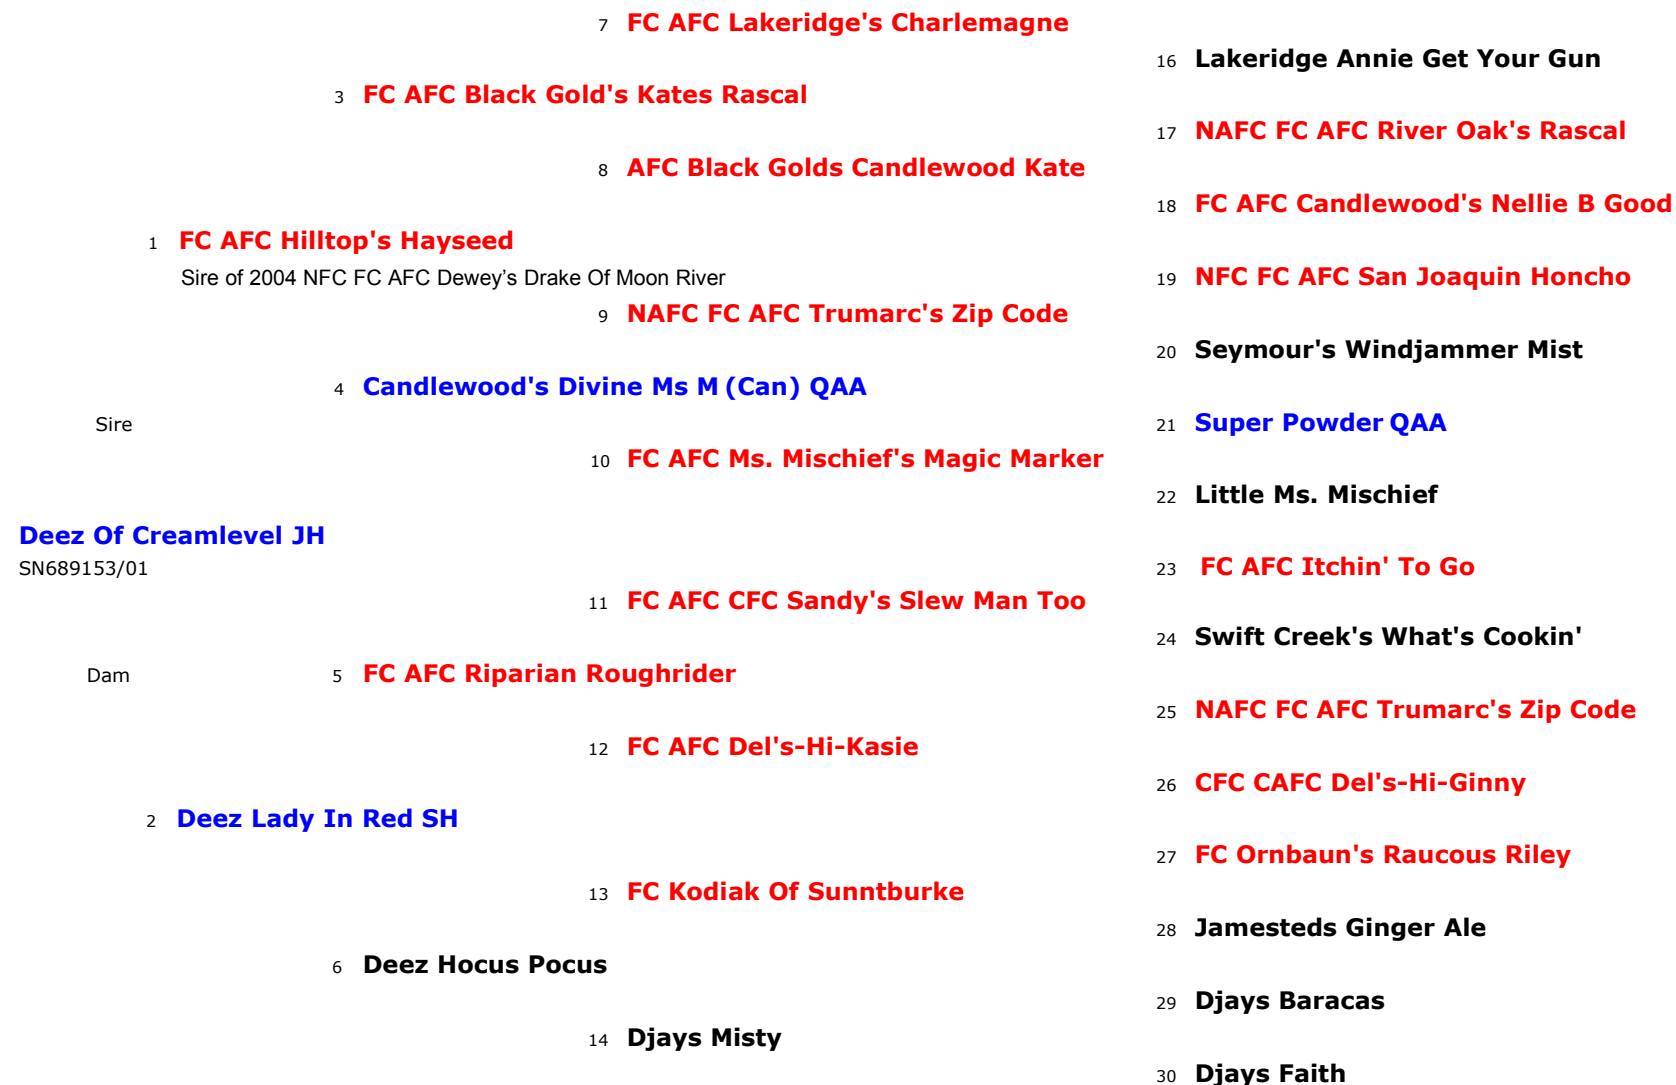 7 FC AFC Lakeridge's Charlemagne
16 Lakeridge Annie Get Your Gun
3 FC AFC Black Gold's Kates Rascal
17 NAFC FC AFC River Oak's Rascal
8 AFC Black Golds Candlewood Kate
18 FC AFC Candlewood's Nellie B Good
1 FC AFC Hilltop's Hayseed
Sire of 2004 NFC FC AFC Dewey’s Drake Of Moon River
19 NFC FC AFC San Joaquin Honcho
9 NAFC FC AFC Trumarc's Zip Code
20 Seymour's Windjammer Mist
4 Candlewood's Divine Ms M (Can) QAA
Sire
21 Super Powder QAA
10 FC AFC Ms. Mischief's Magic Marker
22 Little Ms. Mischief
Deez Of Creamlevel JH
SN689153/01
23 FC AFC Itchin' To Go
11 FC AFC CFC Sandy's Slew Man Too
24 Swift Creek's What's Cookin'
Dam
5 FC AFC Riparian Roughrider
25 NAFC FC AFC Trumarc's Zip Code
12 FC AFC Del's-Hi-Kasie
26 CFC CAFC Del's-Hi-Ginny
2 Deez Lady In Red SH
27 FC Ornbaun's Raucous Riley
13 FC Kodiak Of Sunntburke
28 Jamesteds Ginger Ale
6 Deez Hocus Pocus
29 Djays Baracas
14 Djays Misty
30 Djays Faith